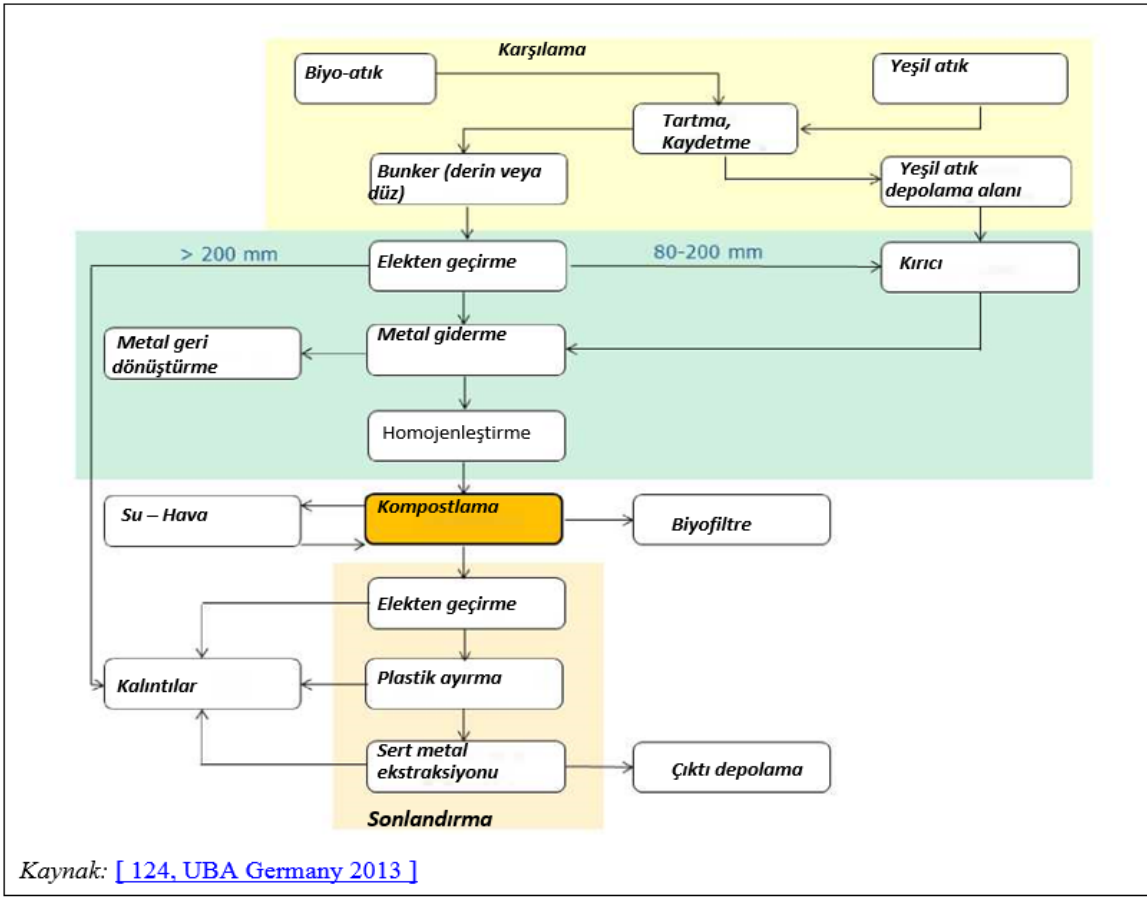 Karşılama
Biyo-atık
Yeşil atık
Tartma,
Kaydetme
Bunker (derin veya
düz)
Yeşil atık
depolama alanı
> 200 mm
Elekten geçirme
80-200 mm
Kırıcı
Metal geri
dönüştürme
Metal giderme
Homojenleştirme
Su – Hava
Kompostlama
Biyofiltre
Elekten geçirme
Kalıntılar
Plastik ayırma
Sert metal
ekstraksiyonu
Çıktı depolama
Sonlandırma
Kaynak: [ 124, UBA Germany 2013 ]